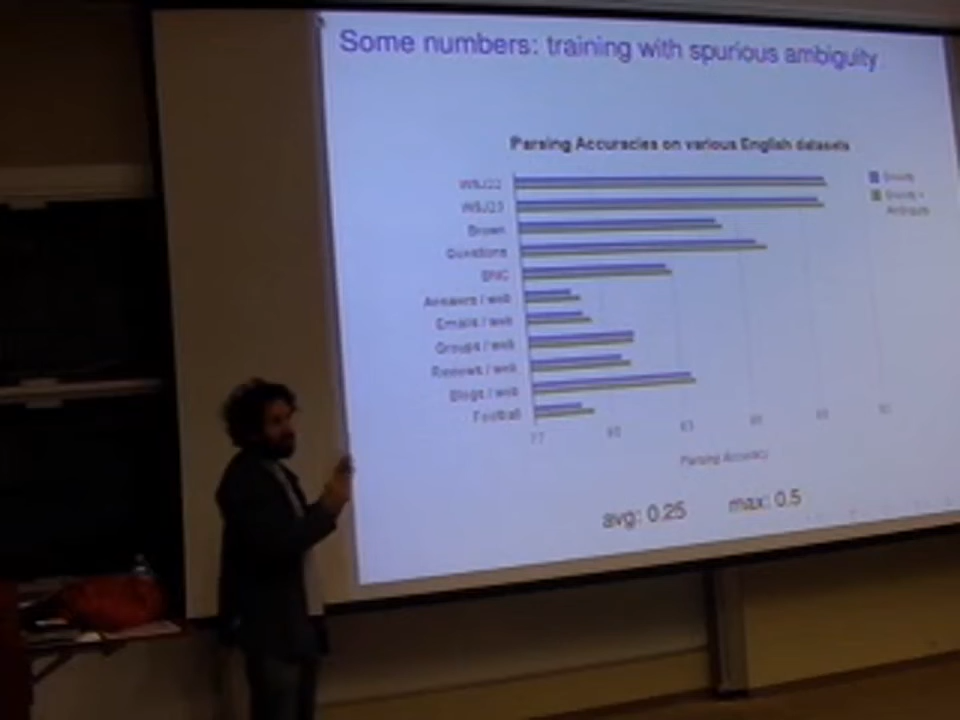 Some numbers: training with spurious ambiguity
Parsing Accuracies on various English datasets
WSJ22
WSJ23
Brown
Questions
BNC
Answers / web
Emails / web
Groups / web
Reviews / web
Blogs / web
Football
77
Parsing Accuracy
avg: 0.25 max: 0.5